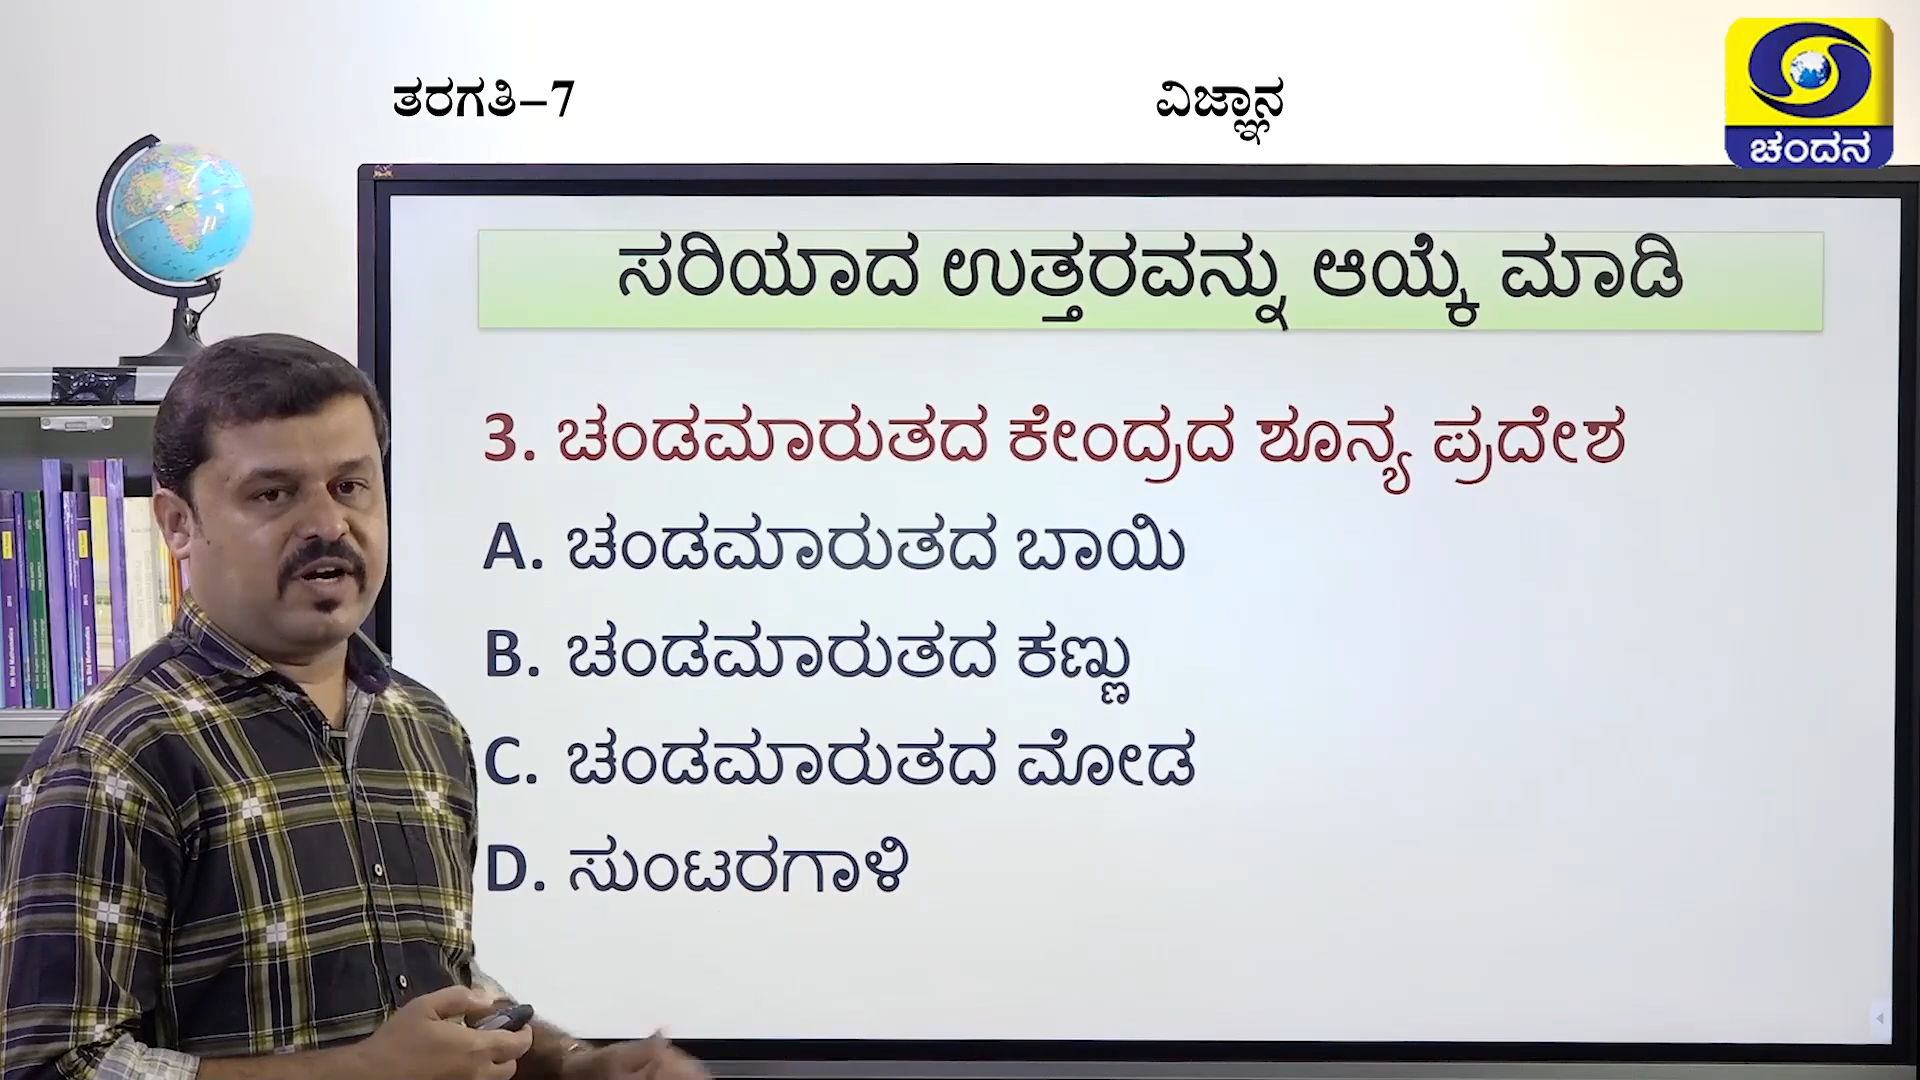 ತರಗತಿ–7
ವಿಜ್ಞಾನ
ಚಂದನ
ಸರಿಯಾದ ಉತ್ತರವನ್ನು ಆಯ್ಕೆ ಮಾಡಿ
3. ಚಂಡಮಾರುತದ ಕೇಂದ್ರದ ಶೂನ್ಯ ಪ್ರದೇಶ
A. ಚಂಡಮಾರುತದ ಬಾಯಿ
B. ಚಂಡಮಾರುತದ ಕಣ್ಣು
C. ಚಂಡಮಾರುತದ ಮೋಡ
D. ಸುಂಟರಗಾಳಿ